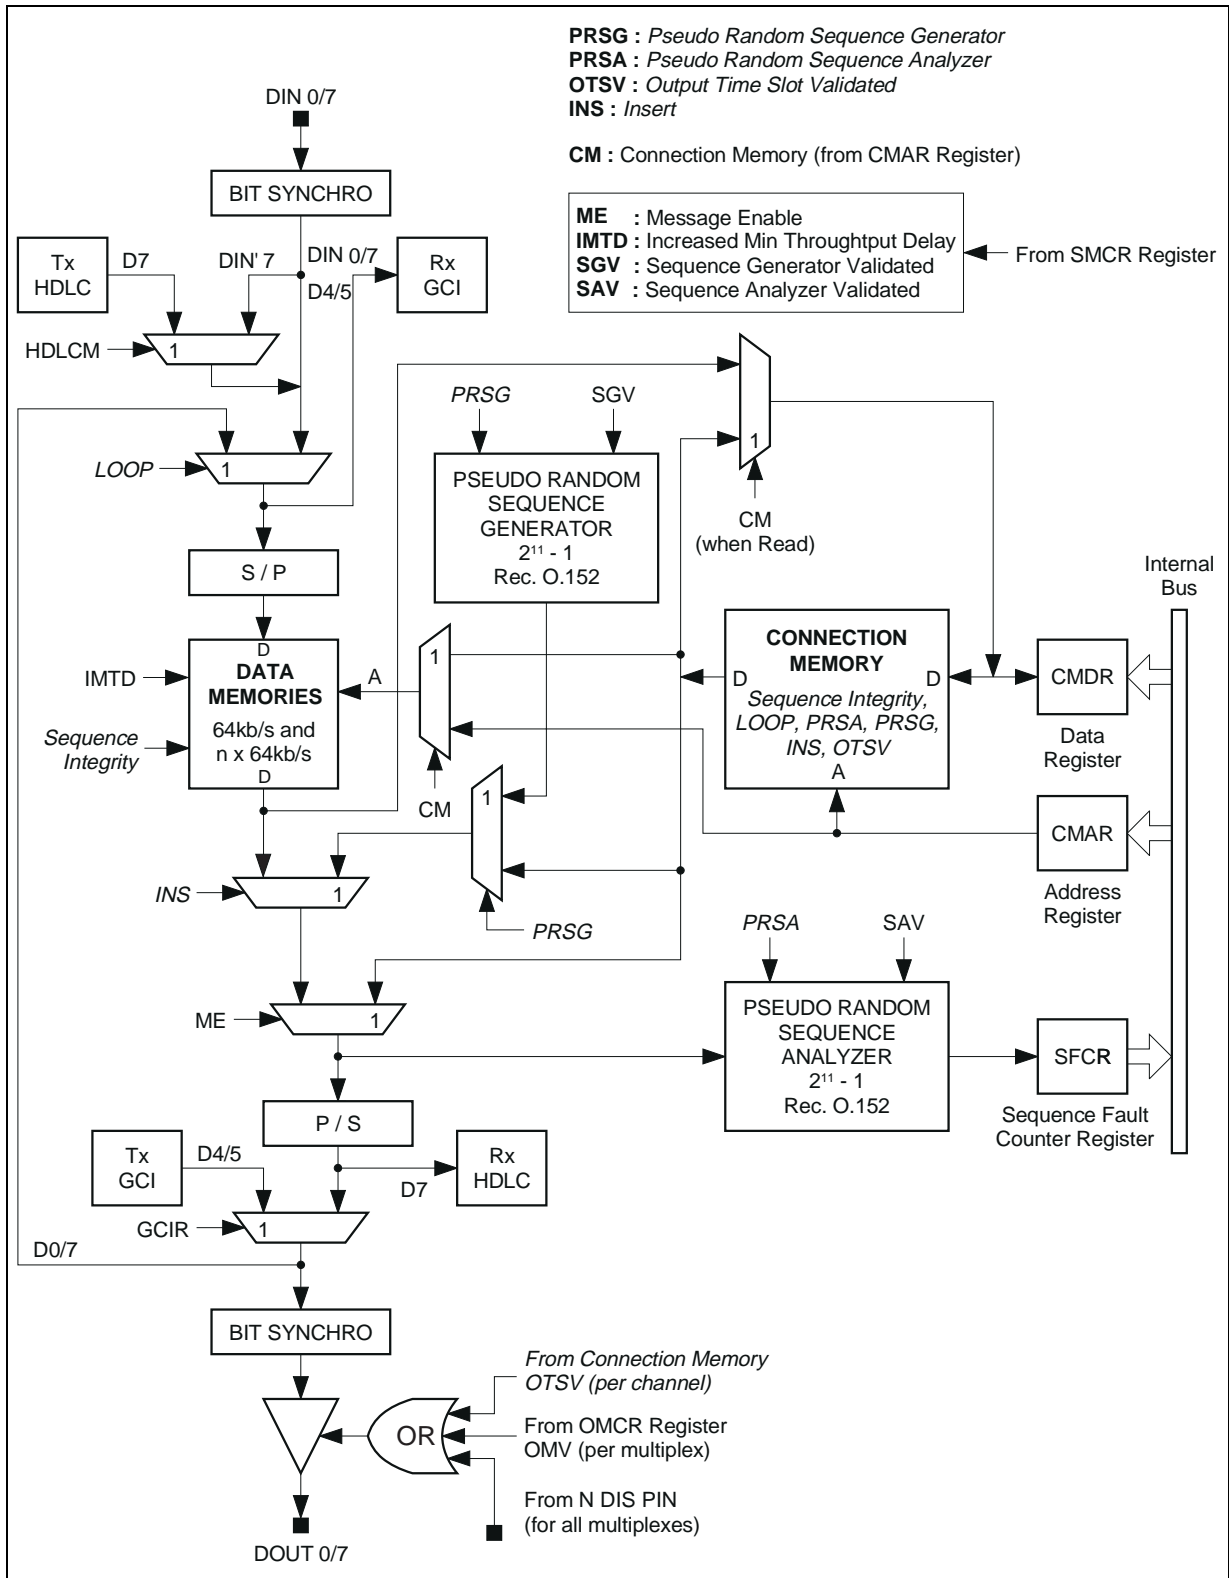 PRSG : Pseudo Random Sequence Generator
PRSA : Pseudo Random Sequence Analyzer
OTSV : Output Time Slot Validated
INS : Insert
CM : Connection Memory (from CMAR Register)
ME : Message Enable
IMTD : Increased Min Throughtput Delay
SGV : Sequence Generator Validated
SAV : Sequence Analyzer Validated
From SMCR Register
DIN 0/7
BIT SYNCHRO
Tx
HDLC
D7
DIN' 7
DIN 0/7
D4/5
Rx
GCI
HDLCM
1
LOOP
1
S / P
PRSG
SGV
PSEUDO RANDOM
SEQUENCE
GENERATOR
2¹¹ - 1
Rec. O.152
1
CM
(when Read)
Internal
Bus
D
DATA
MEMORIES
64kb/s and
n x 64kb/s
D
IMTD
Sequence
Integrity
A
1
CM
CONNECTION
MEMORY
D
D
Sequence Integrity,
LOOP, PRSA, PRSG,
INS, OTSV
A
CMDR
Data
Register
CMAR
Address
Register
1
PRSG
INS
1
ME
1
PRSA
SAV
PSEUDO RANDOM
SEQUENCE
ANALYZER
2¹¹ - 1
Rec. O.152
SFCR
Sequence Fault
Counter Register
P / S
Tx
GCI
D4/5
D7
Rx
HDLC
GCIR
1
D0/7
BIT SYNCHRO
OR
From Connection Memory
OTSV (per channel)
From OMCR Register
OMV (per multiplex)
From N DIS PIN
(for all multiplexes)
DOUT 0/7